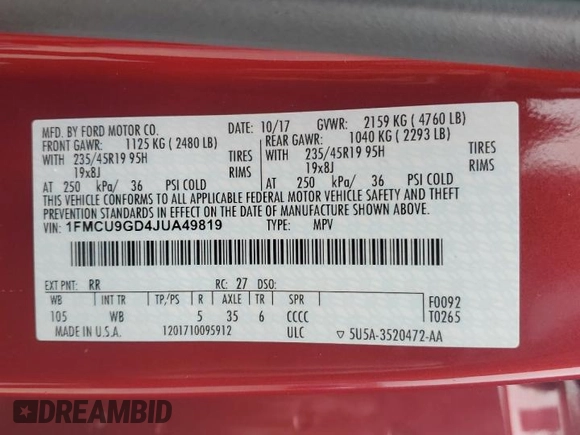 MFD. BY FORD MOTOR CO.
DATE: 10/17 GVWR: 2159 KG ( 4760 LB)
FRONT GAWR: 1125 KG ( 2480 LB)
REAR GAWR: 1040 KG ( 2293 LB)
WITH 235/45R19 95H TIRES
WITH 235/45R19 95H TIRES
19x8J RIMS
19x8J RIMS
AT 250 kPa/ 36 PSI COLD
AT 250 kPa/ 36 PSI COLD
THIS VEHICLE CONFORMS TO ALL APPLICABLE FEDERAL MOTOR VEHICLE SAFETY AND THEFT
PREVENTION STANDARDS IN EFFECT ON THE DATE OF MANUFACTURE SHOWN ABOVE.
VIN: 1FMCU9GD4JUA49819 TYPE: MPV
EXT PNT: RR RC: 27 DSO:
WB INT TR TP/PS R AXLE TR SPR F0092
105 WB 5 35 6 CCCC T0265
MADE IN U.S.A. 1201710095912 ULC ▽ 5U5A-3520472-AA
DREAMBID